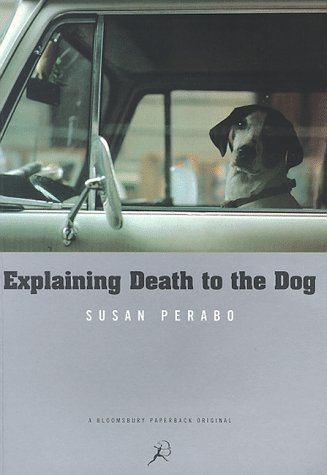 Explaining Death to the Dog
SUSAN PERABO
A BLOOMSBURY PAPERBACK ORIGINAL